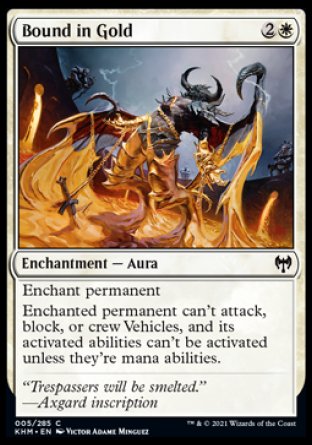 Bound in Gold 2
Enchantment — Aura
Enchant permanent
Enchanted permanent can't attack,
block, or crew Vehicles, and its
activated abilities can't be activated
unless they're mana abilities.
"Trespassers will be smelted."
—Axgard inscription
005/285 C
KHM • EN Victor Adame Minguez
™ & © 2021 Wizards of the Coast